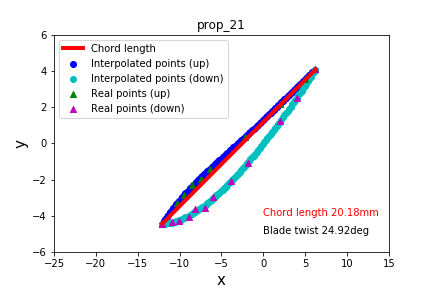 prop_21
Chord length
Interpolated points (up)
Interpolated points (down)
Real points (up)
Real points (down)
6
4
2
0
−2
−4
−6
y
Chord length 20.18mm
Blade twist 24.92deg
−25 −20 −15 −10 −5 0 5 10 15
x